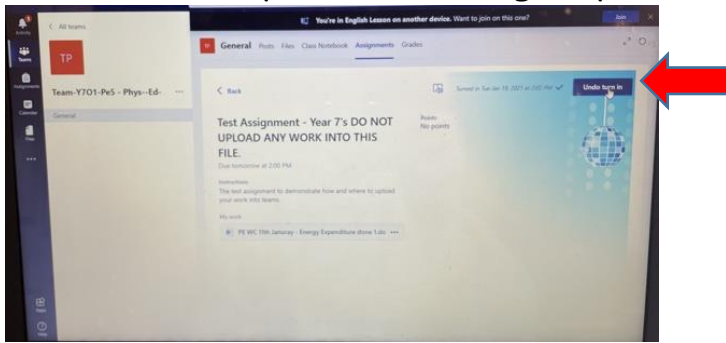 You're in English Lesson on another device. Want to join on this one?
Join
Activity
All teams
Teams
TP
General Posts Files Class Notebook Assignments Grades
Assignments
Team-Y7O1-Pe5 - Phys--Ed- ...
Calendar
General
Files
Back
Turned in Tue Jan 19, 2021 at 2:02 PM
Undo turn in
Test Assignment - Year 7's DO NOT
UPLOAD ANY WORK INTO THIS
FILE.
Due tomorrow at 2:00 PM
Points
No points
Instructions
The test assignment to demonstrate how and where to upload
your work into teams.
My work
PE WC 11th Januray - Energy Expenditure done 1.do ...
Apps
Help